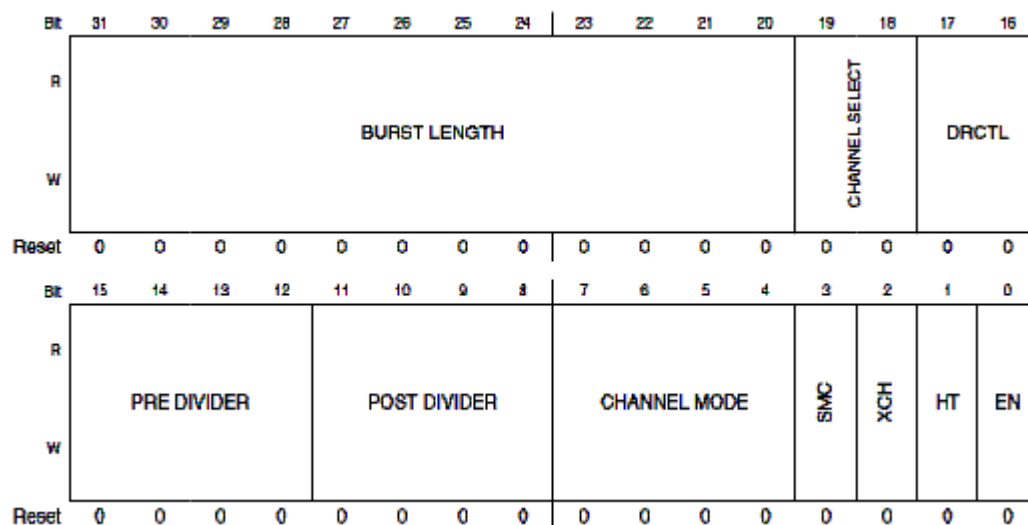 Bit 31 30 29 28 27 26 25 24 23 22 21 20 19 18 17 16
R
BURST LENGTH CHANNEL SELECT DRCTL
W
Reset 0 0 0 0 0 0 0 0 0 0 0 0 0 0 0 0
Bit 15 14 13 12 11 10 9 8 7 6 5 4 3 2 1 0
R
PRE DIVIDER POST DIVIDER CHANNEL MODE SMC XCH HT EN
W
Reset 0 0 0 0 0 0 0 0 0 0 0 0 0 0 0 0